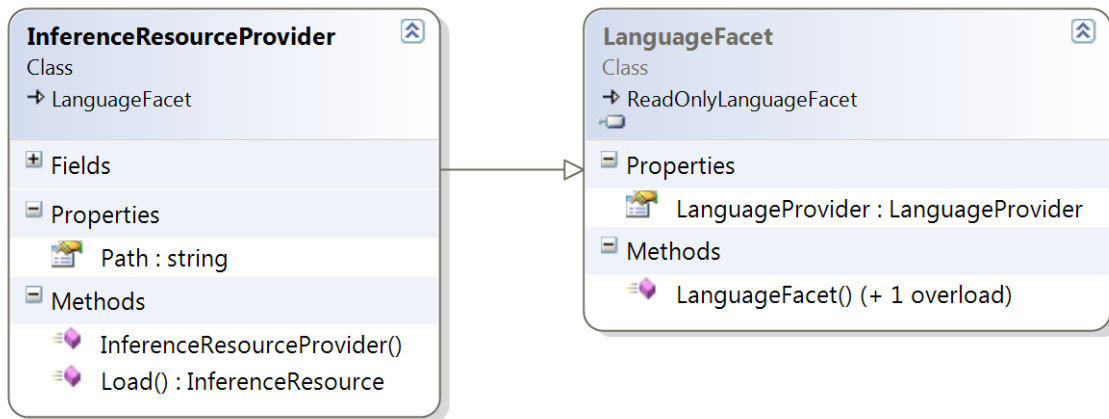 InferenceResourceProvider
Class
LanguageFacet
Fields
Properties
Path : string
Methods
InferenceResourceProvider()
Load() : InferenceResource
LanguageFacet
Class
ReadOnlyLanguageFacet
Properties
LanguageProvider : LanguageProvider
Methods
LanguageFacet() (+ 1 overload)